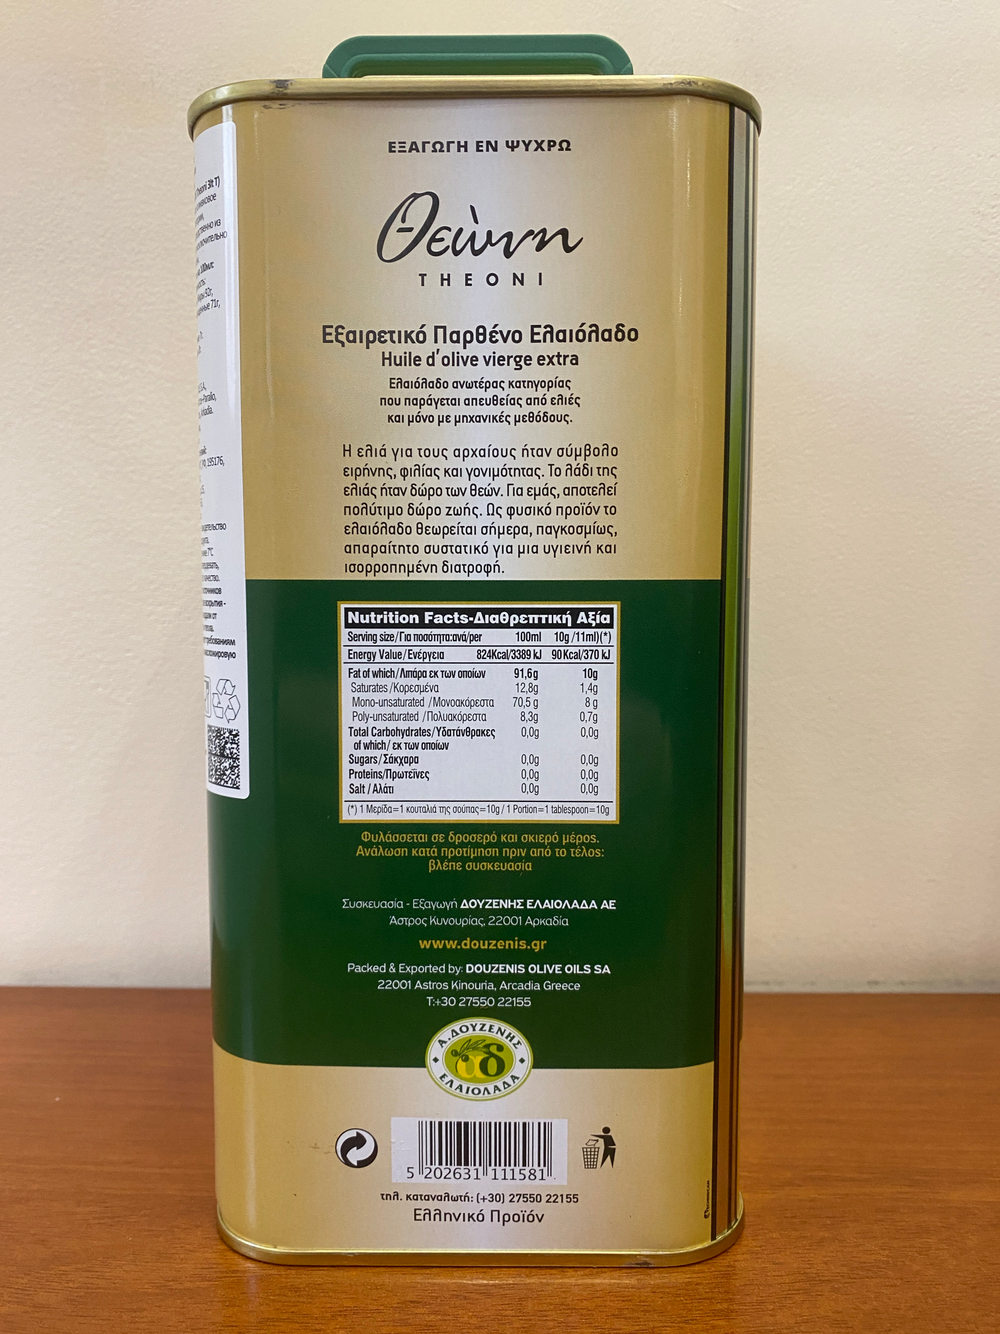 ΕΞΑΓΩΓΗ ΕΝ ΨΥΧΡΩ
Θεώνη
THEONI
Εξαιρετικό Παρθένο Ελαιόλαδο
Huile d'olive vierge extra
Ελαιόλαδο ανωτέρας κατηγορίας
που παράγεται απευθείας από ελιές
και μόνο με μηχανικές μεθόδους.
Η ελιά για τους αρχαίους ήταν σύμβολο
ειρήνης, φιλίας και γονιμότητας. Το λάδι της
ελιάς ήταν δώρο των θεών. Για εμάς, αποτελεί
πολύτιμο δώρο ζωής. Ως φυσικό προϊόν το
ελαιόλαδο θεωρείται σήμερα, παγκοσμίως,
απαραίτητο συστατικό για μια υγιεινή και
ισορροπημένη διατροφή.
Nutrition Facts-Διαθρεπτική Αξία
Serving size/Για ποσότητα:ανά/per 100ml 10g /11ml)(*)
Energy Value/Ενέργεια 824Kcal/3389 kJ 90Kcal/370 kJ
Fat of which/Λιπάρα εκ των οποίων 91,6g 10g
Saturates/Κορεσμένα 12,8g 1,4g
Mono-unsaturated /Μονοακόρεστα 70,5 g 8 g
Poly-unsaturated /Πολυακόρεστα 8,3g 0,7g
Total Carbohydrates/Υδατάνθρακες 0,0g 0,0g
of which/ εκ των οποίων
Sugars/Σάκχαρα 0,0g 0,0g
Proteins/Πρωτεΐνες 0,0g 0,0g
Salt /Αλάτι 0,0g 0,0g
(*) 1 Μερίδα=1 κουταλιά της σούπας=10g/ 1 Portion=1 tablespoon=10g
Φυλάσσεται σε δροσερό και σκιερό μέρος.
Ανάλωση κατά προτίμηση πριν από το τέλος:
βλέπε συσκευασία
Συσκευασία - Εξαγωγή ΔΟΥΖΕΝΗΣ ΕΛΑΙΟΛΑΔΑ ΑΕ
Άστρος Κυνουρίας, 22001 Αρκαδία
www.douzenis.gr
Packed & Exported by: DOUZENIS OLIVE OILS SA
22001 Astros Kinouria, Arcadia Greece
T:+30 27550 22155
Α.ΔΟΥΖΕΝΗΣ
ΕΛΑΙΟΛΑΔΑ
5 202631 111581
τηλ. καταναλωτή: (+30) 27550 22155
Ελληνικό Προϊόν